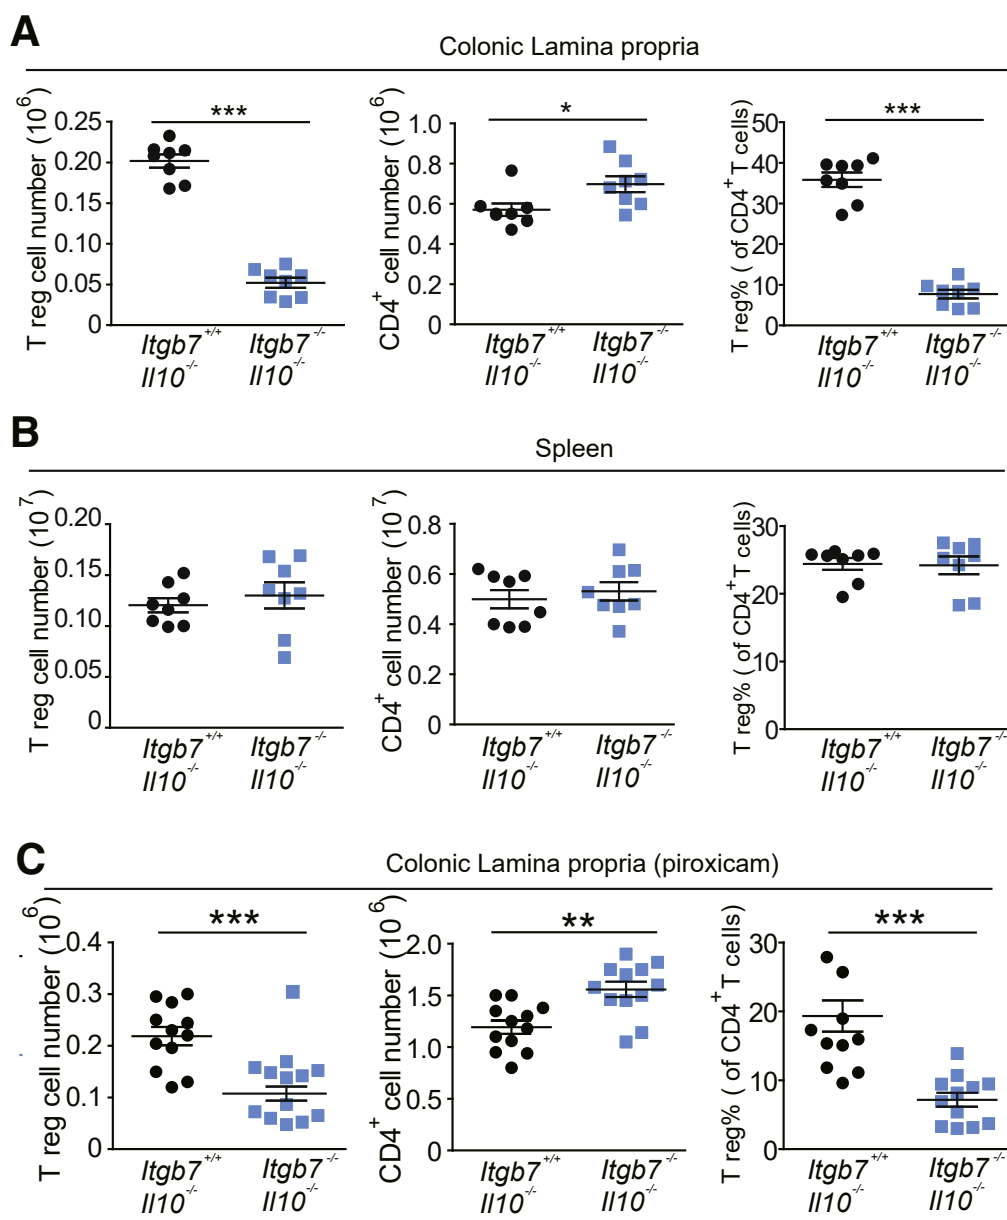 A
Colonic Lamina propria
T reg cell number (10^6)
0.25
0.20
0.15
0.10
0.05
0
***
Itgb7^+/+ Itgb7^-/-
Il10^-/- Il10^-/-
CD4^+ cell number (10^6)
1.0
0.8
0.6
0.4
0.2
0
*
Itgb7^+/+ Itgb7^-/-
Il10^-/- Il10^-/-
T reg% ( of CD4^+ T cells)
50
40
30
20
10
0
***
Itgb7^+/+ Itgb7^-/-
Il10^-/- Il10^-/-
B
Spleen
T reg cell number (10^7)
0.20
0.15
0.10
0.05
0
Itgb7^+/+ Itgb7^-/-
Il10^-/- Il10^-/-
CD4^+ cell number (10^7)
0.8
0.6
0.4
0.2
0
Itgb7^+/+ Itgb7^-/-
Il10^-/- Il10^-/-
T reg% ( of CD4^+ T cells)
30
20
10
0
Itgb7^+/+ Itgb7^-/-
Il10^-/- Il10^-/-
C
Colonic Lamina propria (piroxicam)
T reg cell number (10^6)
0.4
0.3
0.2
0.1
0
***
Itgb7^+/+ Itgb7^-/-
Il10^-/- Il10^-/-
CD4^+ cell number (10^6)
2.0
1.5
1.0
0.5
0
**
Itgb7^+/+ Itgb7^-/-
Il10^-/- Il10^-/-
T reg% ( of CD4^+ T cells)
30
20
10
0
***
Itgb7^+/+ Itgb7^-/-
Il10^-/- Il10^-/-